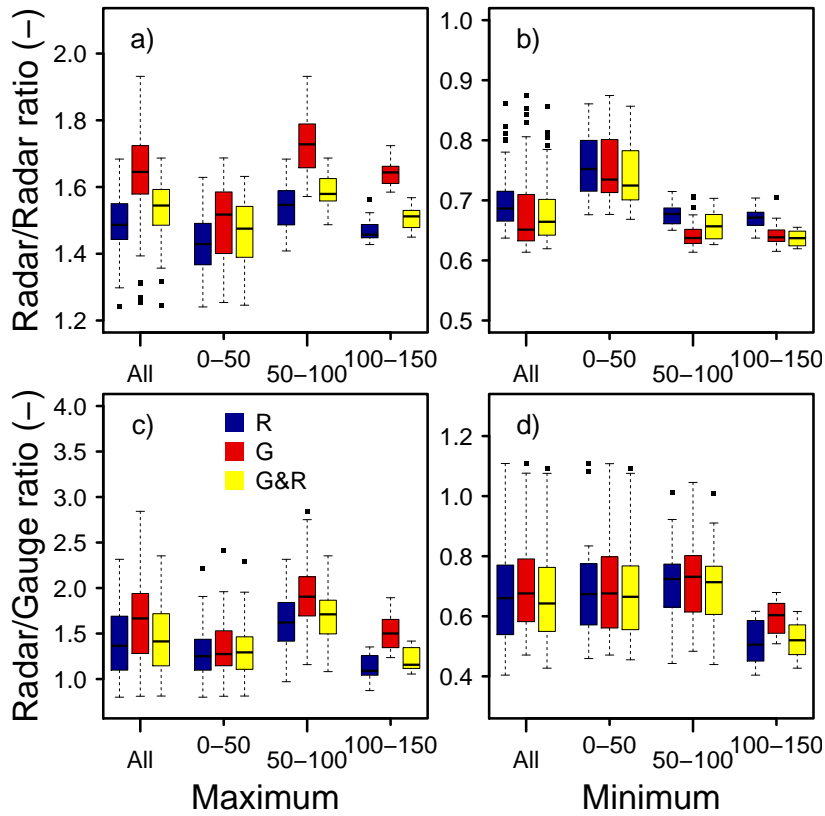 Radar/Radar ratio (–)
2.0
1.8
1.6
1.4
1.2
a)
All
0–50
50–100
100–150
1.0
0.9
0.8
0.7
0.6
0.5
b)
All
0–50
50–100
100–150
Radar/Gauge ratio (–)
4.0
3.5
3.0
2.5
2.0
1.5
1.0
c)
R
G
G&R
All
0–50
50–100
100–150
Maximum
1.2
1.0
0.8
0.6
0.4
d)
All
0–50
50–100
100–150
Minimum